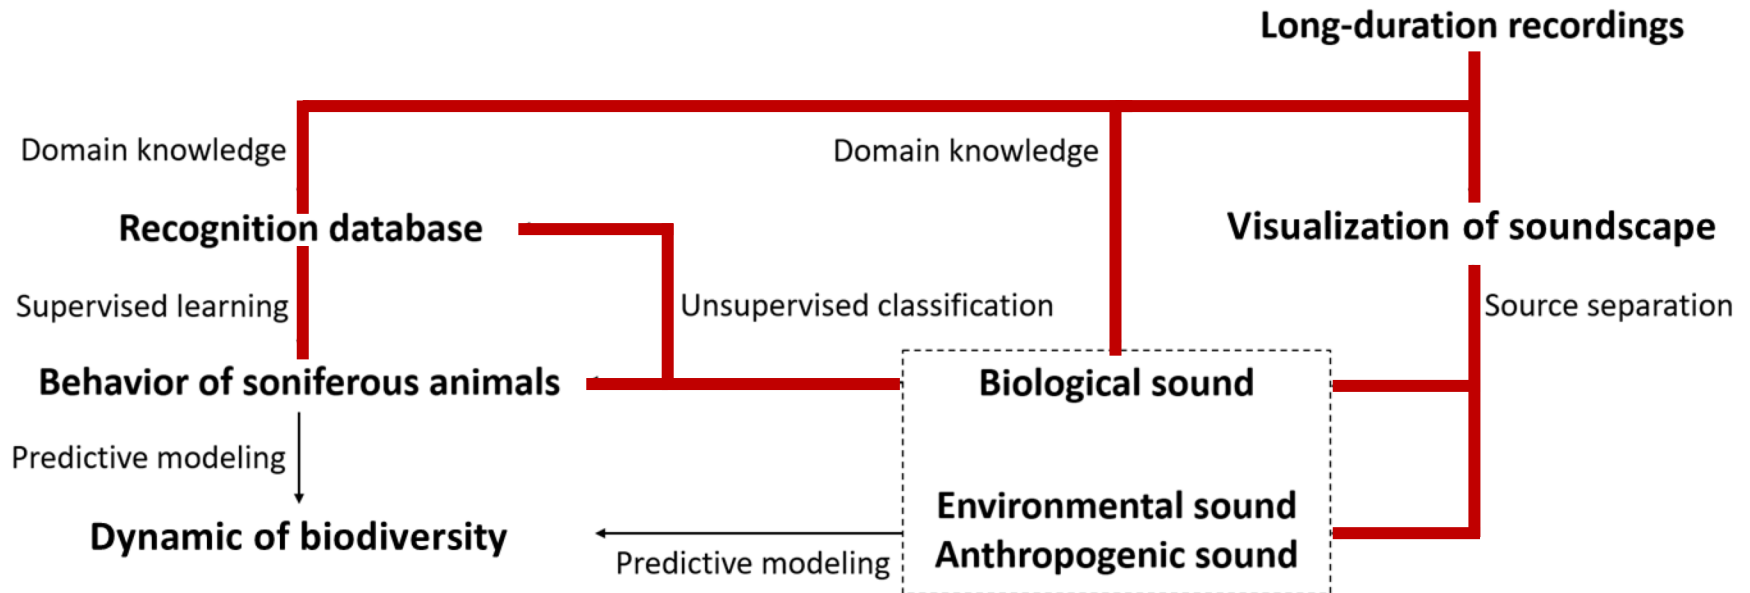 Long-duration recordings
Domain knowledge
Domain knowledge
Recognition database
Visualization of soundscape
Supervised learning
Unsupervised classification
Source separation
Behavior of soniferous animals
Biological sound
Predictive modeling
Environmental sound
Anthropogenic sound
Dynamic of biodiversity
Predictive modeling